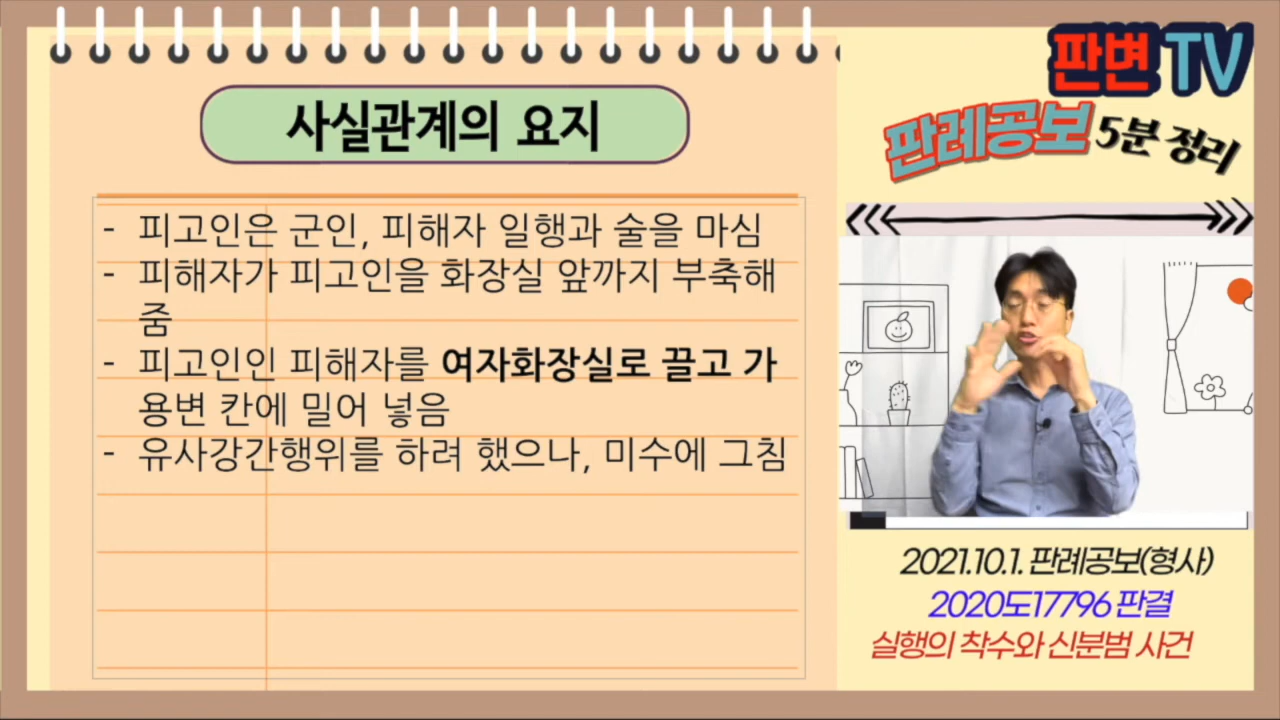 판변 TV
판례공보 5분 정리
사실관계의 요지
- 피고인은 군인, 피해자 일행과 술을 마심
- 피해자가 피고인을 화장실 앞까지 부축해
줌
- 피고인인 피해자를 여자화장실로 끌고 가
용변 칸에 밀어 넣음
- 유사강간행위를 하려 했으나, 미수에 그침
2021.10.1. 판례공보(형사)
2020도17796 판결
실행의 착수와 신분범 사건